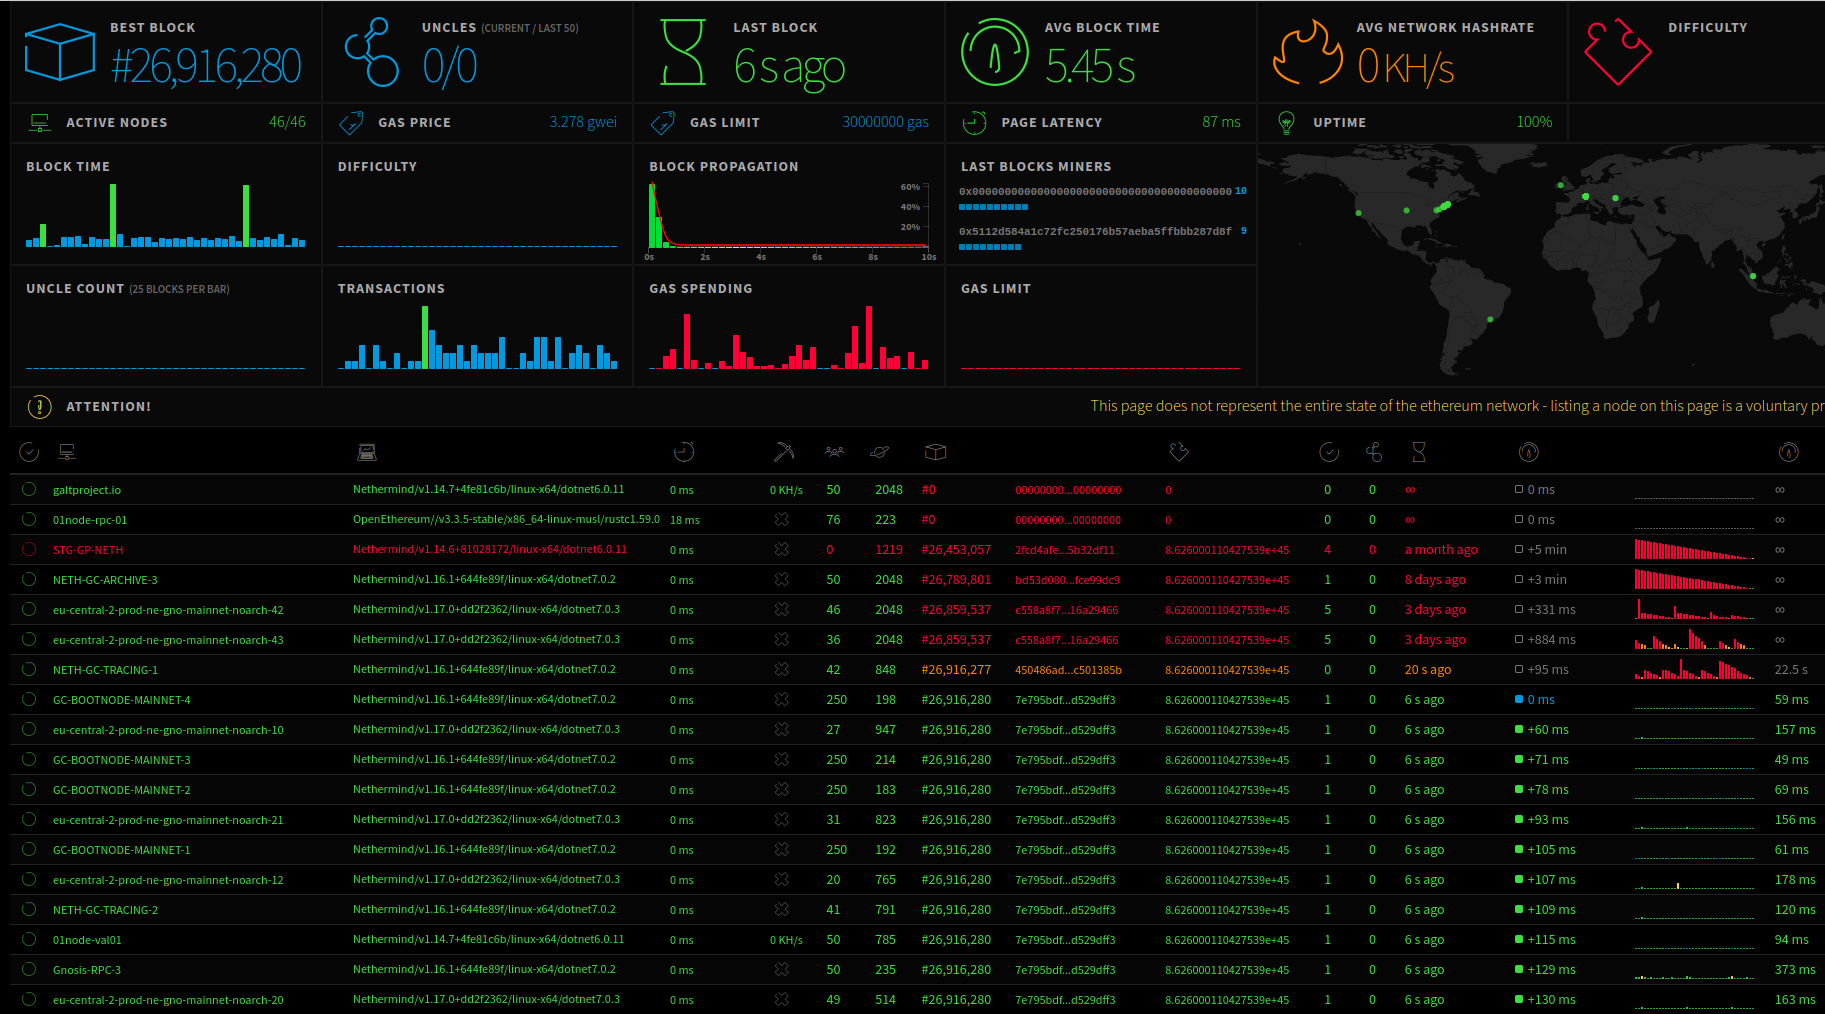 BEST BLOCK
#26,916,280
UNCLES (CURRENT / LAST 50)
0/0
LAST BLOCK
6 s ago
AVG BLOCK TIME
5.45 s
AVG NETWORK HASHRATE
0 KH/s
DIFFICULTY
ACTIVE NODES 46/46
GAS PRICE 3.278 gwei
GAS LIMIT 30000000 gas
PAGE LATENCY 87 ms
UPTIME 100%
BLOCK TIME
DIFFICULTY
BLOCK PROPAGATION
60%
40%
20%
0s 2s 4s 6s 8s 10s
LAST BLOCKS MINERS
0x0000000000000000000000000000000000000000 10
0x5112d584a1c72fc250176b57aeba5ffbbb287d8f 9
UNCLE COUNT (25 BLOCKS PER BAR)
TRANSACTIONS
GAS SPENDING
GAS LIMIT
ATTENTION!
This page does not represent the entire state of the ethereum network - listing a node on this page is a voluntary pr
galtproject.io Nethermind/v1.14.7+4fe81c6b/linux-x64/dotnet6.0.11 0 ms 0 KH/s 50 2048 #0 00000000...00000000 0 0 0 ∞ 0 ms ∞
01node-rpc-01 OpenEthereum//v3.3.5-stable/x86_64-linux-musl/rustc1.59.0 18 ms 76 223 #0 00000000...00000000 0 0 0 ∞ 0 ms ∞
STG-GP-NETH Nethermind/v1.14.6+81028172/linux-x64/dotnet6.0.11 0 ms 0 1219 #26,453,057 2fcd4afe...5b32df11 8.626000110427539e+45 4 0 a month ago +5 min ∞
NETH-GC-ARCHIVE-3 Nethermind/v1.16.1+644fe89f/linux-x64/dotnet7.0.2 0 ms 50 2048 #26,789,801 bd53d080...fce99dc9 8.626000110427539e+45 1 0 8 days ago +3 min ∞
eu-central-2-prod-ne-gno-mainnet-noarch-42 Nethermind/v1.17.0+dd2f2362/linux-x64/dotnet7.0.3 0 ms 46 2048 #26,859,537 c558a8f7...16a29466 8.626000110427539e+45 5 0 3 days ago +331 ms ∞
eu-central-2-prod-ne-gno-mainnet-noarch-43 Nethermind/v1.17.0+dd2f2362/linux-x64/dotnet7.0.3 0 ms 36 2048 #26,859,537 c558a8f7...16a29466 8.626000110427539e+45 5 0 3 days ago +884 ms ∞
NETH-GC-TRACING-1 Nethermind/v1.16.1+644fe89f/linux-x64/dotnet7.0.2 0 ms 42 848 #26,916,277 450486ad...c501385b 8.626000110427539e+45 0 0 20 s ago +95 ms 22.5 s
GC-BOOTNODE-MAINNET-4 Nethermind/v1.16.1+644fe89f/linux-x64/dotnet7.0.2 0 ms 250 198 #26,916,280 7e795bdf...d529dff3 8.626000110427539e+45 1 0 6 s ago 0 ms 59 ms
eu-central-2-prod-ne-gno-mainnet-noarch-10 Nethermind/v1.17.0+dd2f2362/linux-x64/dotnet7.0.3 0 ms 27 947 #26,916,280 7e795bdf...d529dff3 8.626000110427539e+45 1 0 6 s ago +60 ms 157 ms
GC-BOOTNODE-MAINNET-3 Nethermind/v1.16.1+644fe89f/linux-x64/dotnet7.0.2 0 ms 250 214 #26,916,280 7e795bdf...d529dff3 8.626000110427539e+45 1 0 6 s ago +71 ms 49 ms
GC-BOOTNODE-MAINNET-2 Nethermind/v1.16.1+644fe89f/linux-x64/dotnet7.0.2 0 ms 250 183 #26,916,280 7e795bdf...d529dff3 8.626000110427539e+45 1 0 6 s ago +78 ms 69 ms
eu-central-2-prod-ne-gno-mainnet-noarch-21 Nethermind/v1.17.0+dd2f2362/linux-x64/dotnet7.0.3 0 ms 31 823 #26,916,280 7e795bdf...d529dff3 8.626000110427539e+45 1 0 6 s ago +93 ms 156 ms
GC-BOOTNODE-MAINNET-1 Nethermind/v1.16.1+644fe89f/linux-x64/dotnet7.0.2 0 ms 250 192 #26,916,280 7e795bdf...d529dff3 8.626000110427539e+45 1 0 6 s ago +105 ms 61 ms
eu-central-2-prod-ne-gno-mainnet-noarch-12 Nethermind/v1.17.0+dd2f2362/linux-x64/dotnet7.0.3 0 ms 20 765 #26,916,280 7e795bdf...d529dff3 8.626000110427539e+45 1 0 6 s ago +107 ms 178 ms
NETH-GC-TRACING-2 Nethermind/v1.16.1+644fe89f/linux-x64/dotnet7.0.2 0 ms 41 791 #26,916,280 7e795bdf...d529dff3 8.626000110427539e+45 1 0 6 s ago +109 ms 120 ms
01node-val01 Nethermind/v1.14.7+4fe81c6b/linux-x64/dotnet6.0.11 0 ms 0 KH/s 50 785 #26,916,280 7e795bdf...d529dff3 8.626000110427539e+45 1 0 6 s ago +115 ms 94 ms
Gnosis-RPC-3 Nethermind/v1.16.1+644fe89f/linux-x64/dotnet7.0.2 0 ms 50 235 #26,916,280 7e795bdf...d529dff3 8.626000110427539e+45 1 0 6 s ago +129 ms 373 ms
eu-central-2-prod-ne-gno-mainnet-noarch-20 Nethermind/v1.17.0+dd2f2362/linux-x64/dotnet7.0.3 0 ms 49 514 #26,916,280 7e795bdf...d529dff3 8.626000110427539e+45 1 0 6 s ago +130 ms 163 ms